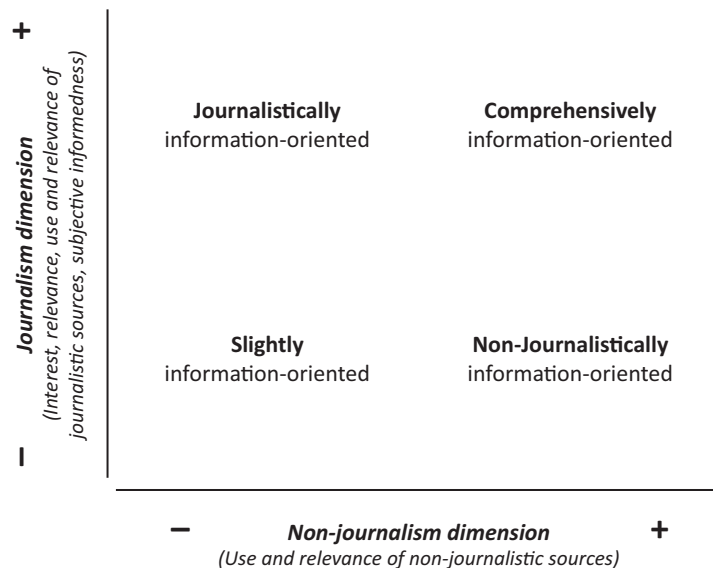 +
Journalism dimension
(Interest, relevance, use and relevance of
journalistic sources, subjective informedness)
–
Journalistically
information-oriented
Comprehensively
information-oriented
Slightly
information-oriented
Non-Journalistically
information-oriented
–
Non-journalism dimension
+
(Use and relevance of non-journalistic sources)